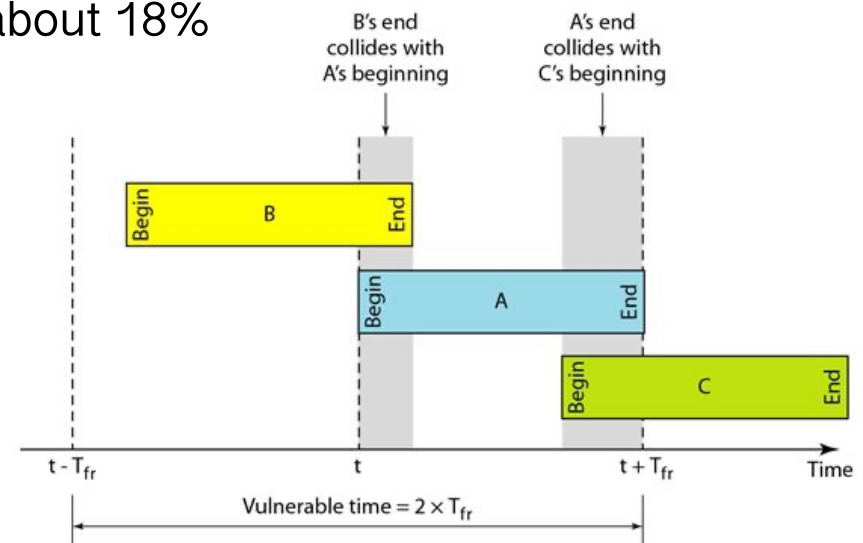 about 18%
B's end
collides with
A's beginning
A's end
collides with
C's beginning
Begin
B
End
Begin
A
End
Begin
C
End
t - Tfr
t
t + Tfr
Time
Vulnerable time = 2 × Tfr